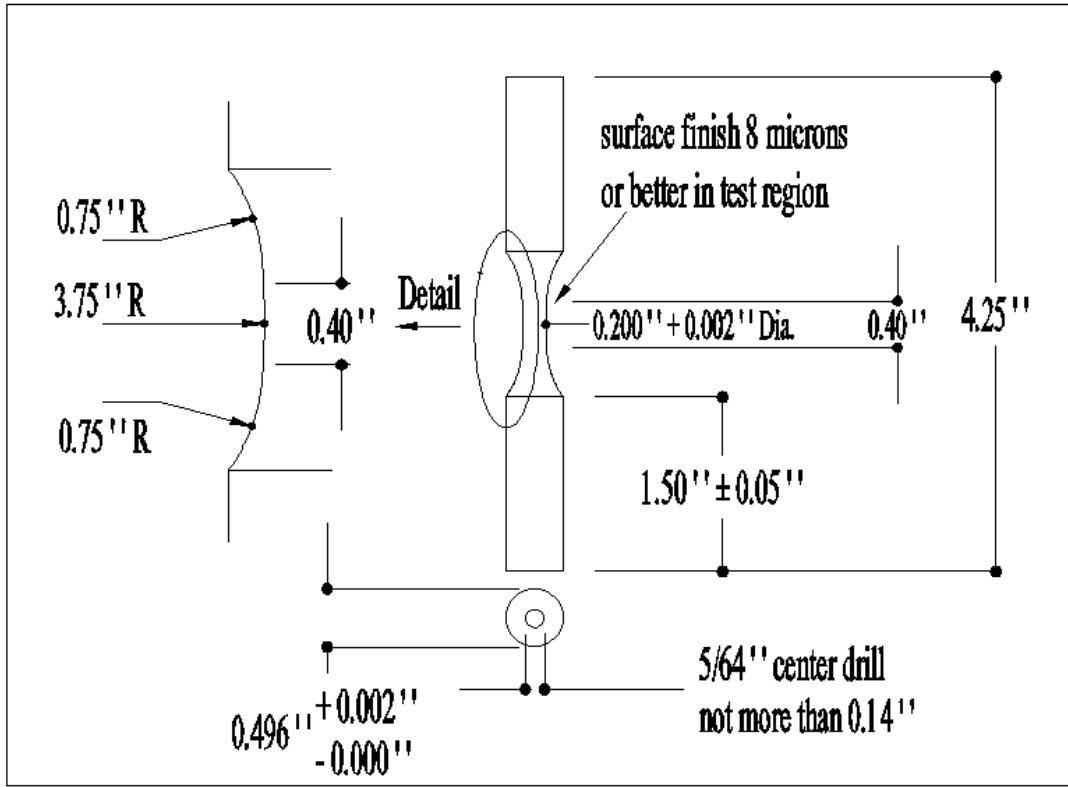 surface finish 8 microns
or better in test region
0.75'' R
3.75'' R
0.75'' R
0.40''
Detail
0.200'' + 0.002'' Dia.
0.40''
4.25''
1.50'' ± 0.05''
0.496'' + 0.002''
- 0.000''
5/64'' center drill
not more than 0.14''